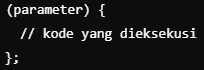 (parameter) {
// kode yang dieksekusi
};